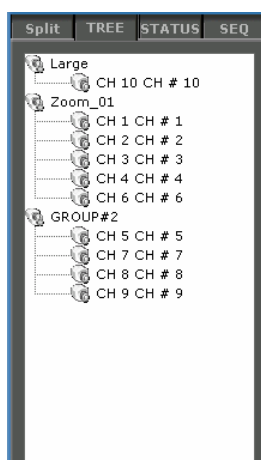 Split TREE STATUS SEQ
Large
CH 10 CH # 10
Zoom_01
CH 1 CH # 1
CH 2 CH # 2
CH 3 CH # 3
CH 4 CH # 4
CH 6 CH # 6
GROUP#2
CH 5 CH # 5
CH 7 CH # 7
CH 8 CH # 8
CH 9 CH # 9